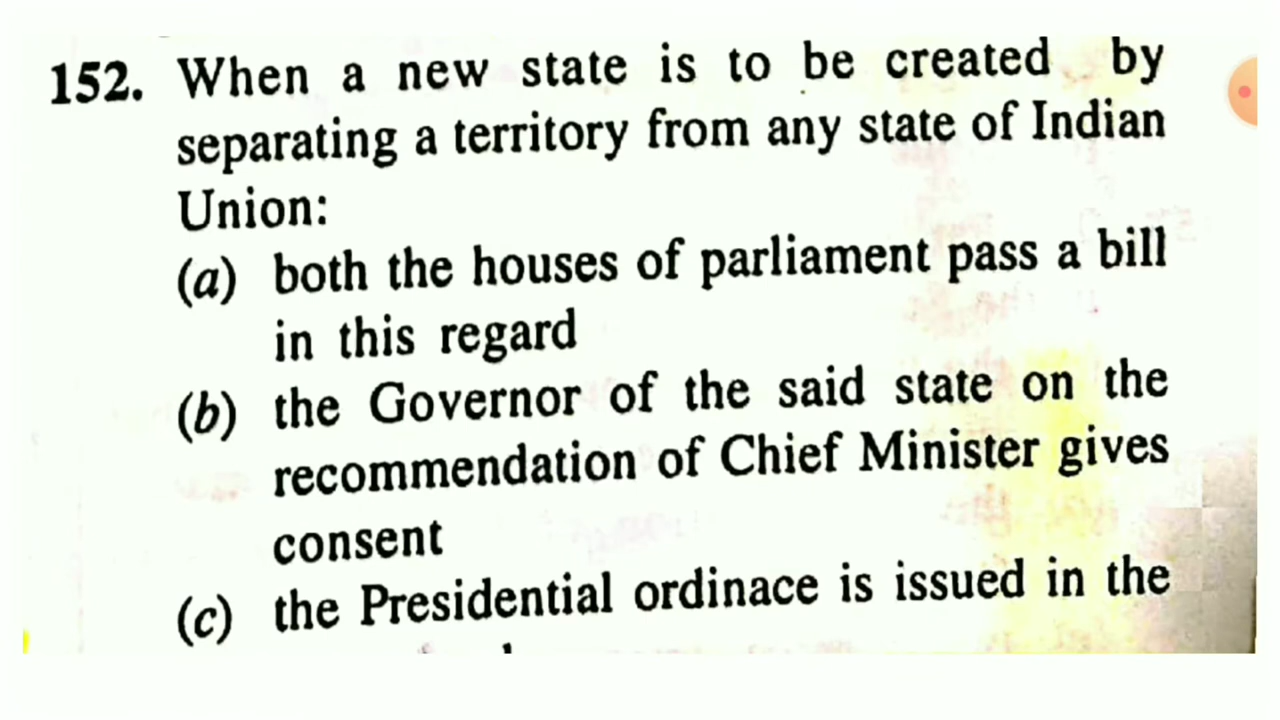 152. When a new state is to be created by
separating a territory from any state of Indian
Union:
(a) both the houses of parliament pass a bill
in this regard
(b) the Governor of the said state on the
recommendation of Chief Minister gives
consent
(c) the Presidential ordinace is issued in the